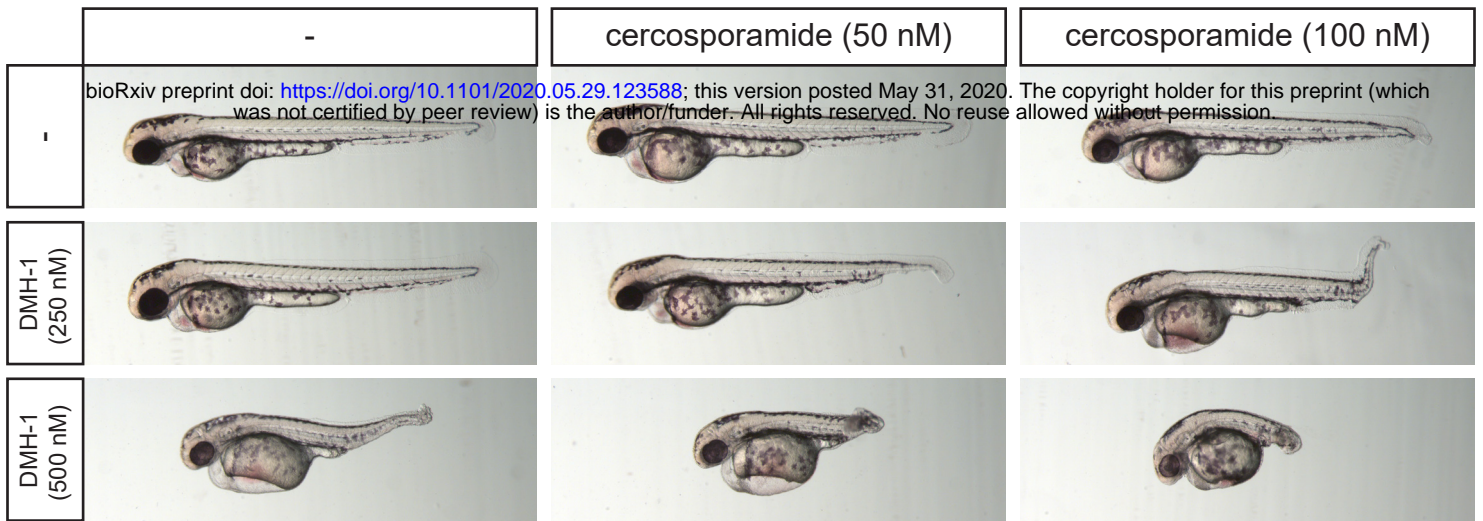 -
cercosporamide (50 nM)
cercosporamide (100 nM)
bioRxiv preprint doi: https://doi.org/10.1101/2020.05.29.123588; this version posted May 31, 2020. The copyright holder for this preprint (which
was not certified by peer review) is the author/funder. All rights reserved. No reuse allowed without permission.
-
DMH-1
(250 nM)
DMH-1
(500 nM)